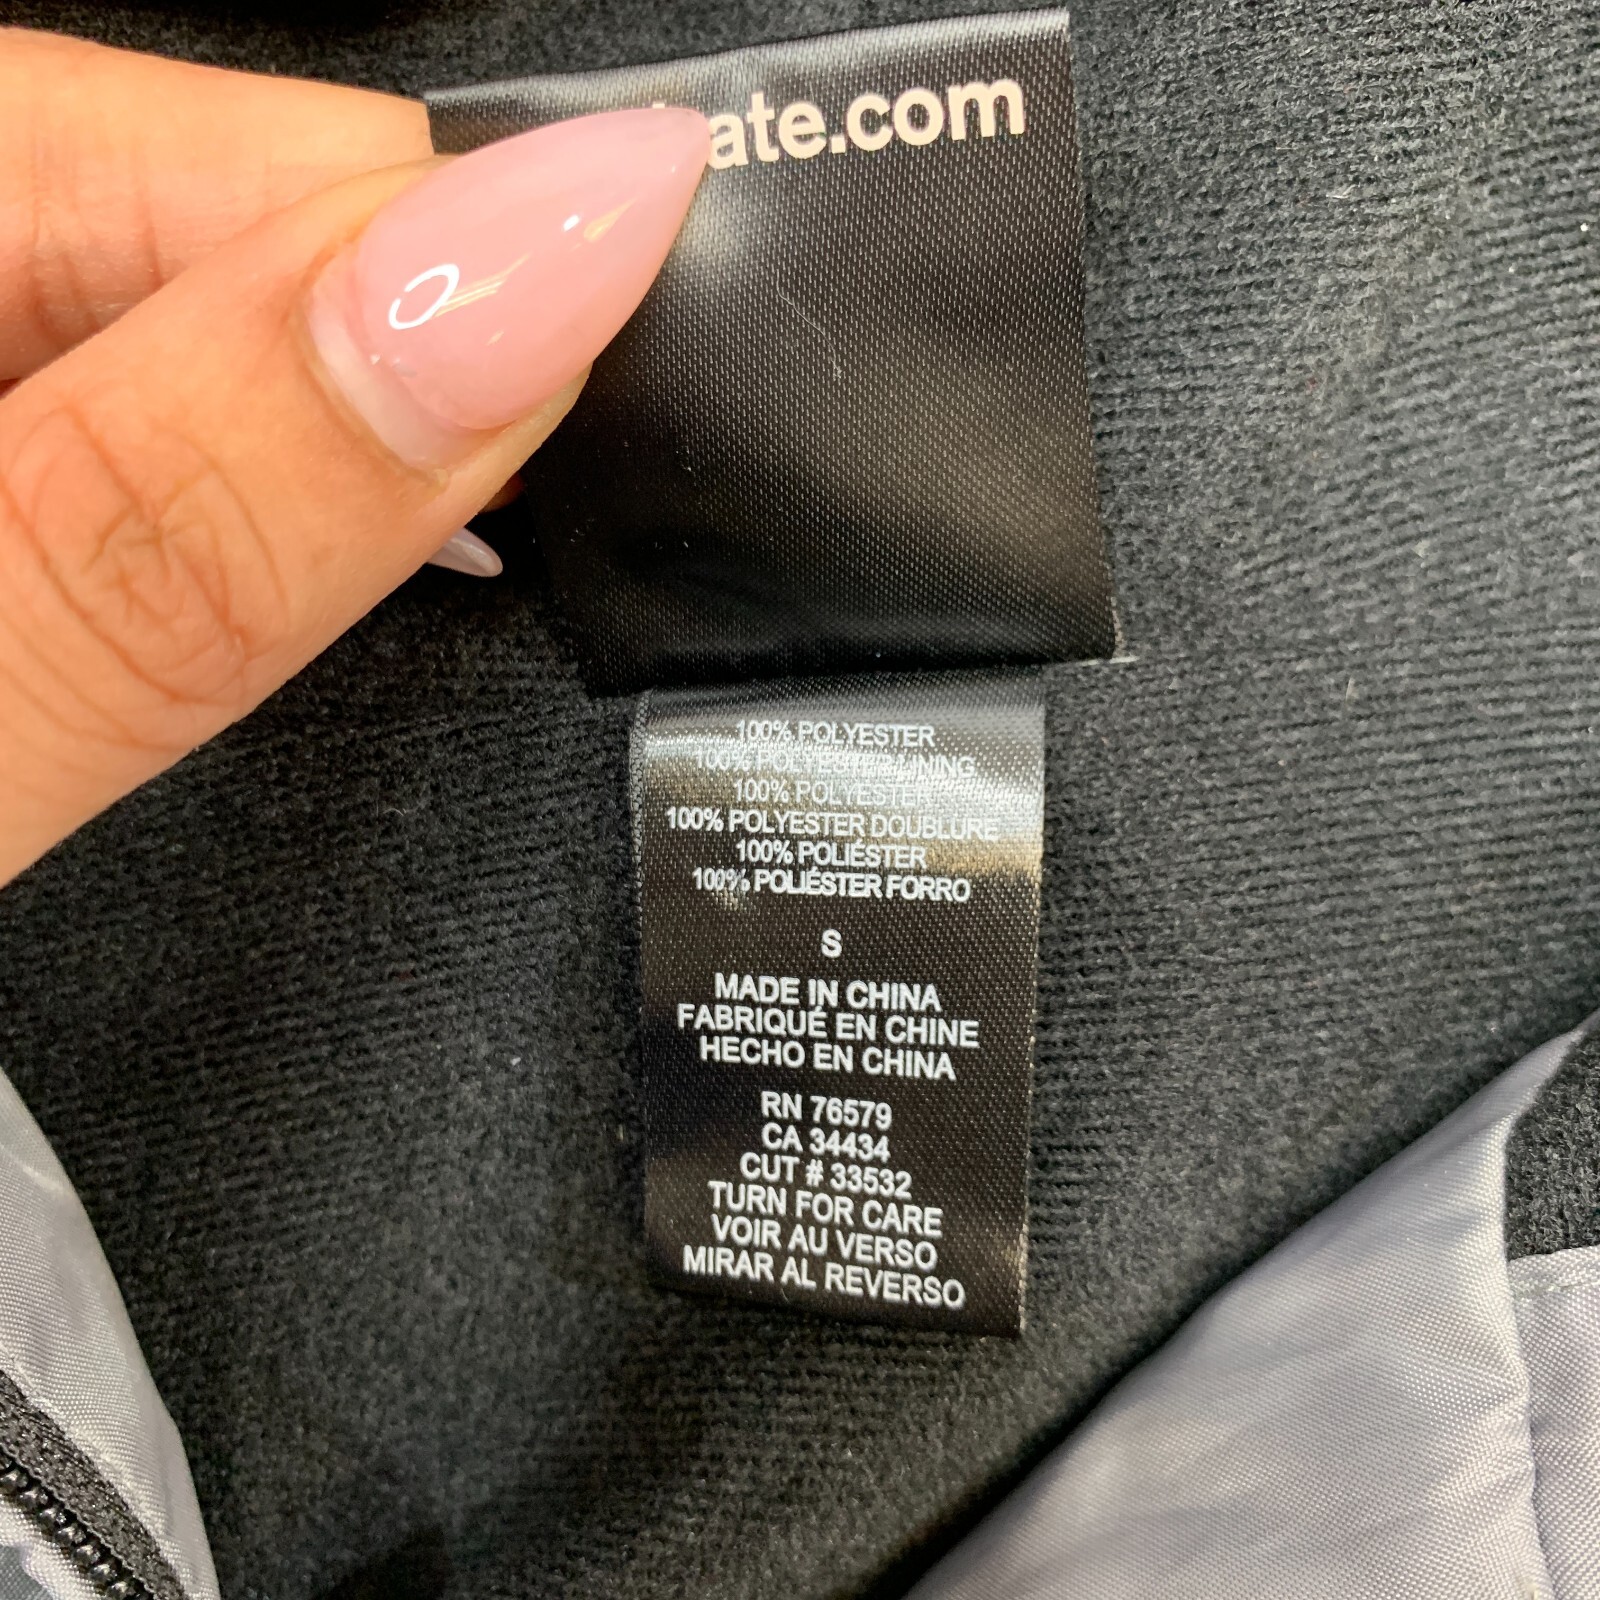 ate.com
100% POLYESTER
100% POLYESTER LINING
100% POLYESTER
100% POLYESTER DOUBLURE
100% POLIÉSTER
100% POLIÉSTER FORRO
S
MADE IN CHINA
FABRIQUÉ EN CHINE
HECHO EN CHINA
RN 76579
CA 34434
CUT # 33532
TURN FOR CARE
VOIR AU VERSO
MIRAR AL REVERSO